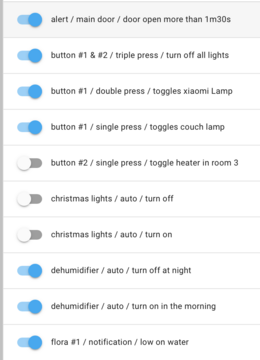 alert / main door / door open more than 1m30s
button #1 & #2 / triple press / turn off all lights
button #1 / double press / toggles xiaomi Lamp
button #1 / single press / toggles couch lamp
button #2 / single press / toggle heater in room 3
christmas lights / auto / turn off
christmas lights / auto / turn on
dehumidifier / auto / turn off at night
dehumidifier / auto / turn on in the morning
flora #1 / notification / low on water